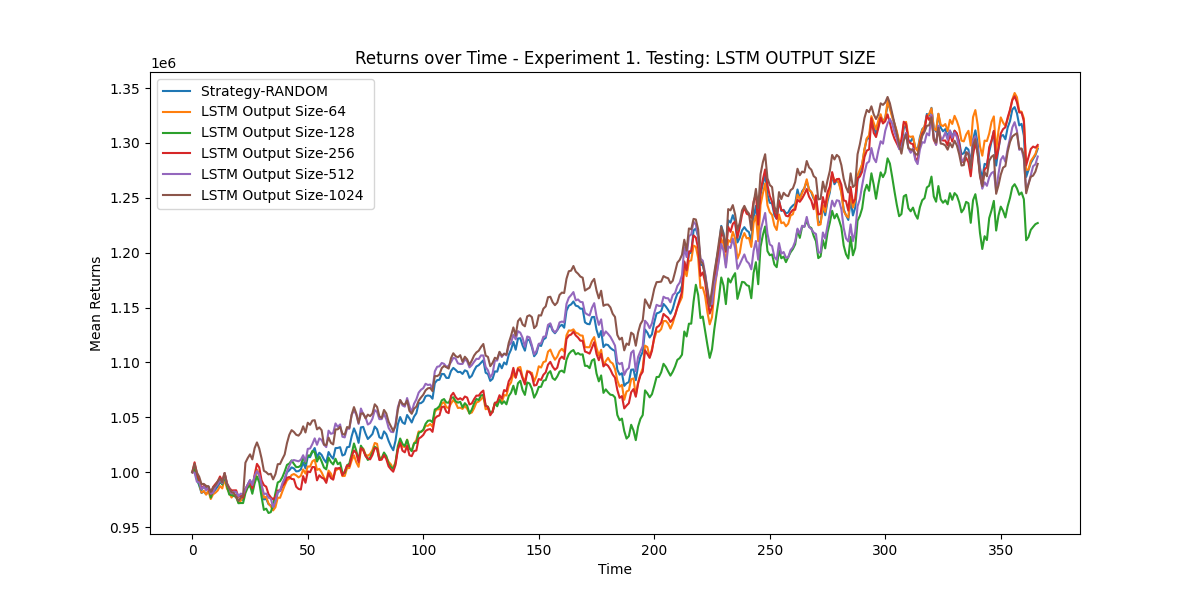 Returns over Time - Experiment 1. Testing: LSTM OUTPUT SIZE
1e6
1.35
1.30
1.25
1.20
1.15
1.10
1.05
1.00
0.95
Mean Returns
Strategy-RANDOM
LSTM Output Size-64
LSTM Output Size-128
LSTM Output Size-256
LSTM Output Size-512
LSTM Output Size-1024
0 50 100 150 200 250 300 350
Time